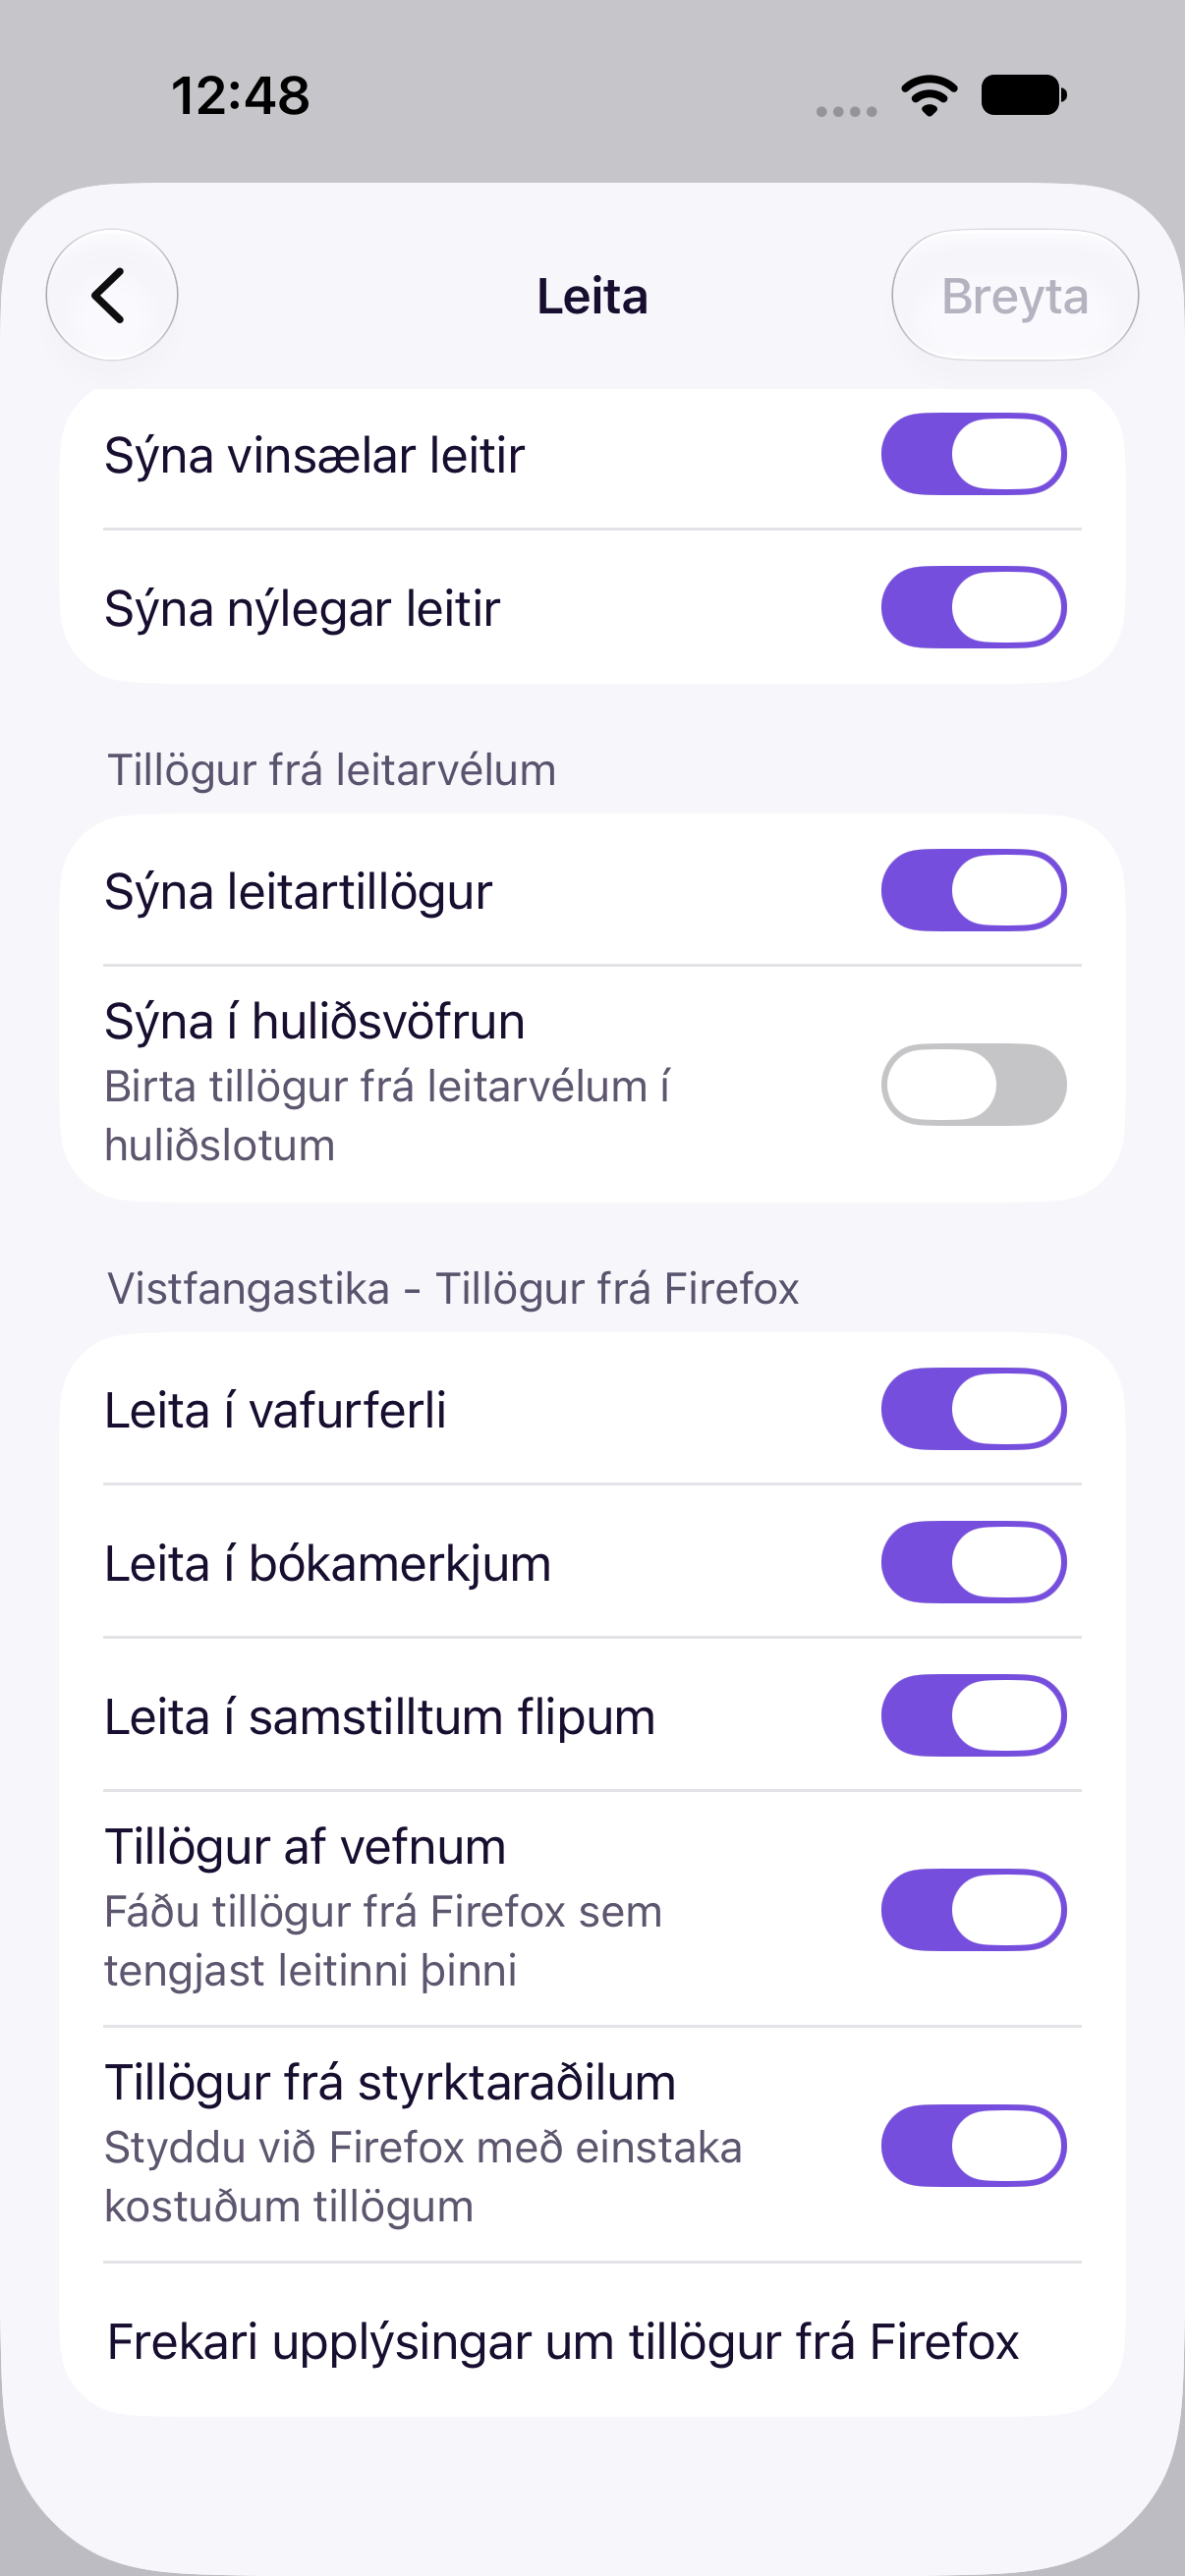 12:48
Leita
Breyta
Sýna vinsælar leitir
Sýna nýlegar leitir
Tillögur frá leitarvélum
Sýna leitartillögur
Sýna í huliðsvöfrun
Birta tillögur frá leitarvélum í
huliðslotum
Vistfangastika - Tillögur frá Firefox
Leita í vafurferli
Leita í bókamerkjum
Leita í samstilltum flipum
Tillögur af vefnum
Fáðu tillögur frá Firefox sem
tengjast leitinni þinni
Tillögur frá styrktaraðilum
Styddu við Firefox með einstaka
kostuðum tillögum
Frekari upplýsingar um tillögur frá Firefox